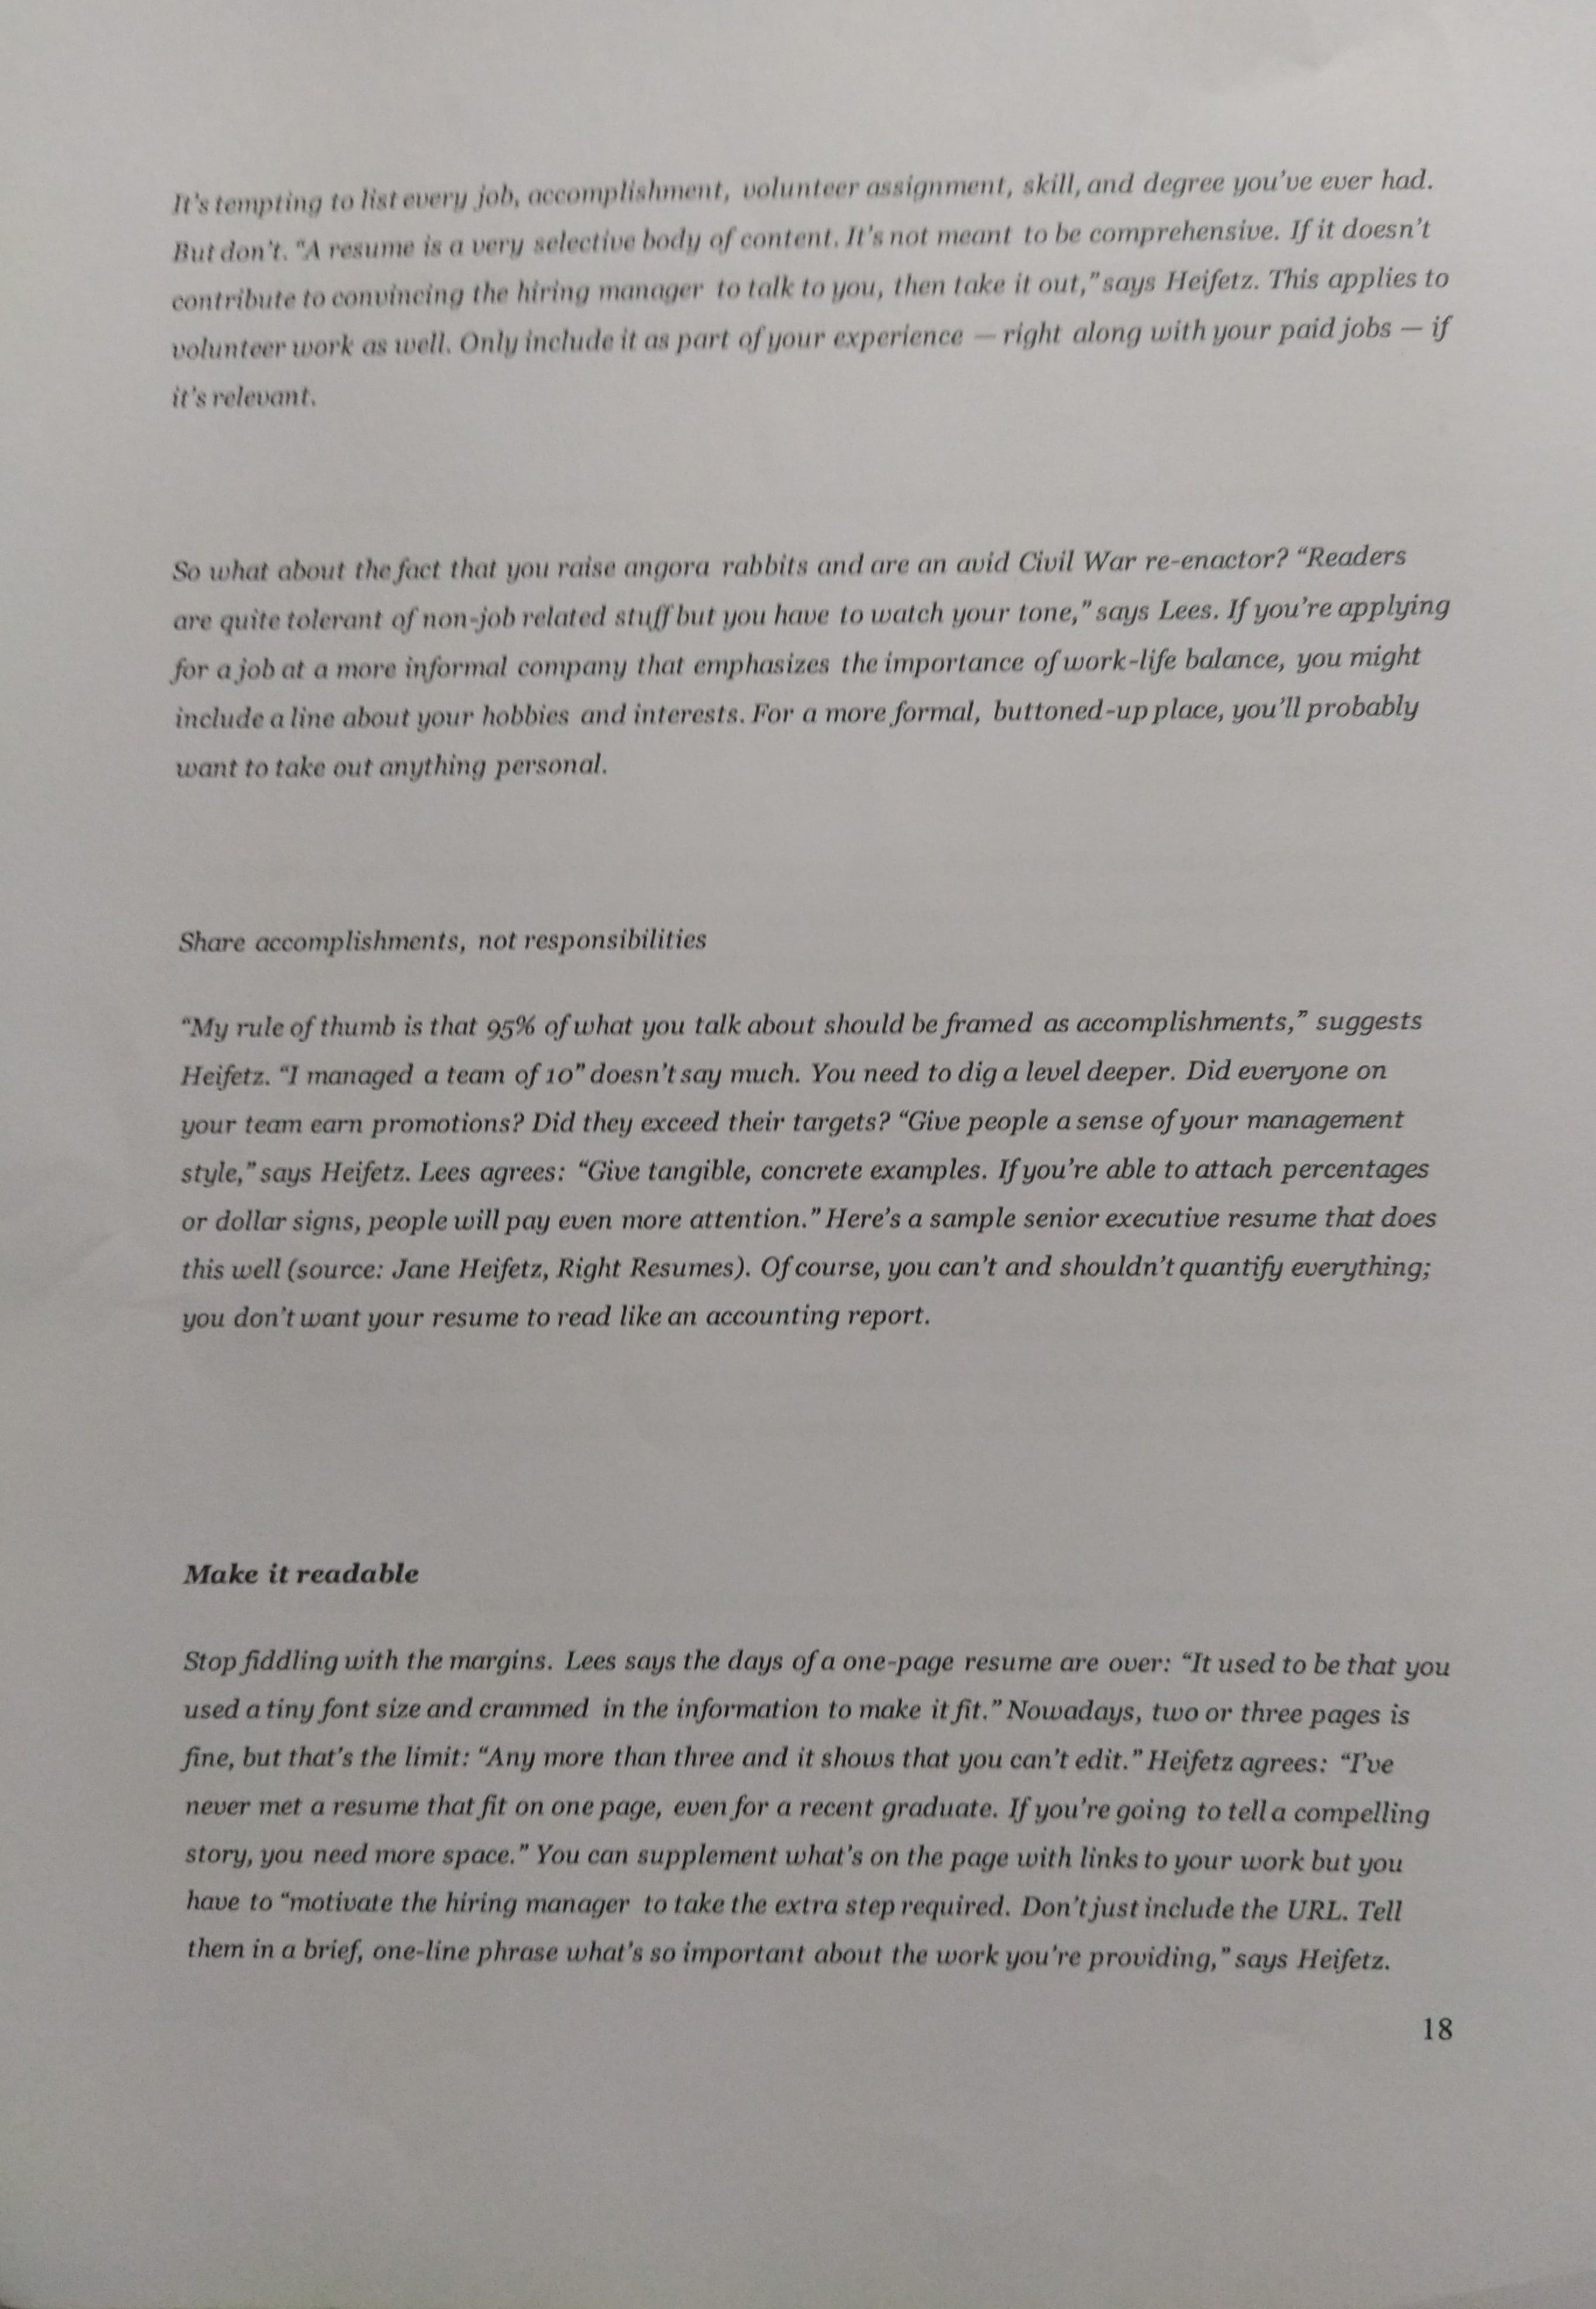 It's tempting to list every job, accomplishment, volunteer assignment, skill, and degree you've ever had.
But don't. "A resume is a very selective body of content. It's not meant to be comprehensive. If it doesn't
contribute to convincing the hiring manager to talk to you, then take it out," says Heifetz. This applies to
volunteer work as well. Only include it as part of your experience — right along with your paid jobs — if
it's relevant.
So what about the fact that you raise angora rabbits and are an avid Civil War re-enactor? “Readers
are quite tolerant of non-job related stuff but you have to watch your tone,” says Lees. If you're applying
for a job at a more informal company that emphasizes the importance of work-life balance, you might
include a line about your hobbies and interests. For a more formal, buttoned-up place, you'll probably
want to take out anything personal.
Share accomplishments, not responsibilities
“My rule of thumb is that 95% of what you talk about should be framed as accomplishments,” suggests
Heifetz. “I managed a team of 10” doesn't say much. You need to dig a level deeper. Did everyone on
your team earn promotions? Did they exceed their targets? “Give people a sense of your management
style,” says Heifetz. Lees agrees: “Give tangible, concrete examples. If you're able to attach percentages
or dollar signs, people will pay even more attention.” Here's a sample senior executive resume that does
this well (source: Jane Heifetz, Right Resumes). Of course, you can't and shouldn't quantify everything;
you don't want your resume to read like an accounting report.
Make it readable
Stop fiddling with the margins. Lees says the days of a one-page resume are over: “It used to be that you
used a tiny font size and crammed in the information to make it fit.” Nowadays, two or three pages is
fine, but that's the limit: “Any more than three and it shows that you can't edit.” Heifetz agrees: “I've
never met a resume that fit on one page, even for a recent graduate. If you're going to tell a compelling
story, you need more space.” You can supplement what's on the page with links to your work but you
have to “motivate the hiring manager to take the extra step required. Don't just include the URL. Tell
them in a brief, one-line phrase what's so important about the work you're providing,” says Heifetz.
18